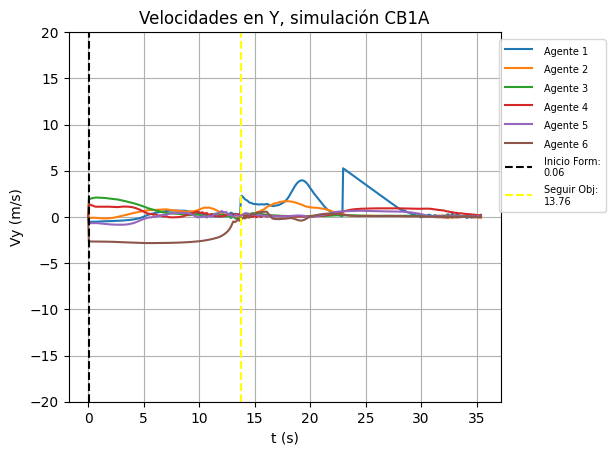 Velocidades en Y, simulación CB1A
Vy (m/s)
20
15
10
5
0
−5
−10
−15
−20
0
5
10
15
20
25
30
35
t (s)
Agente 1
Agente 2
Agente 3
Agente 4
Agente 5
Agente 6
Inicio Form:
0.06
Seguir Obj:
13.76